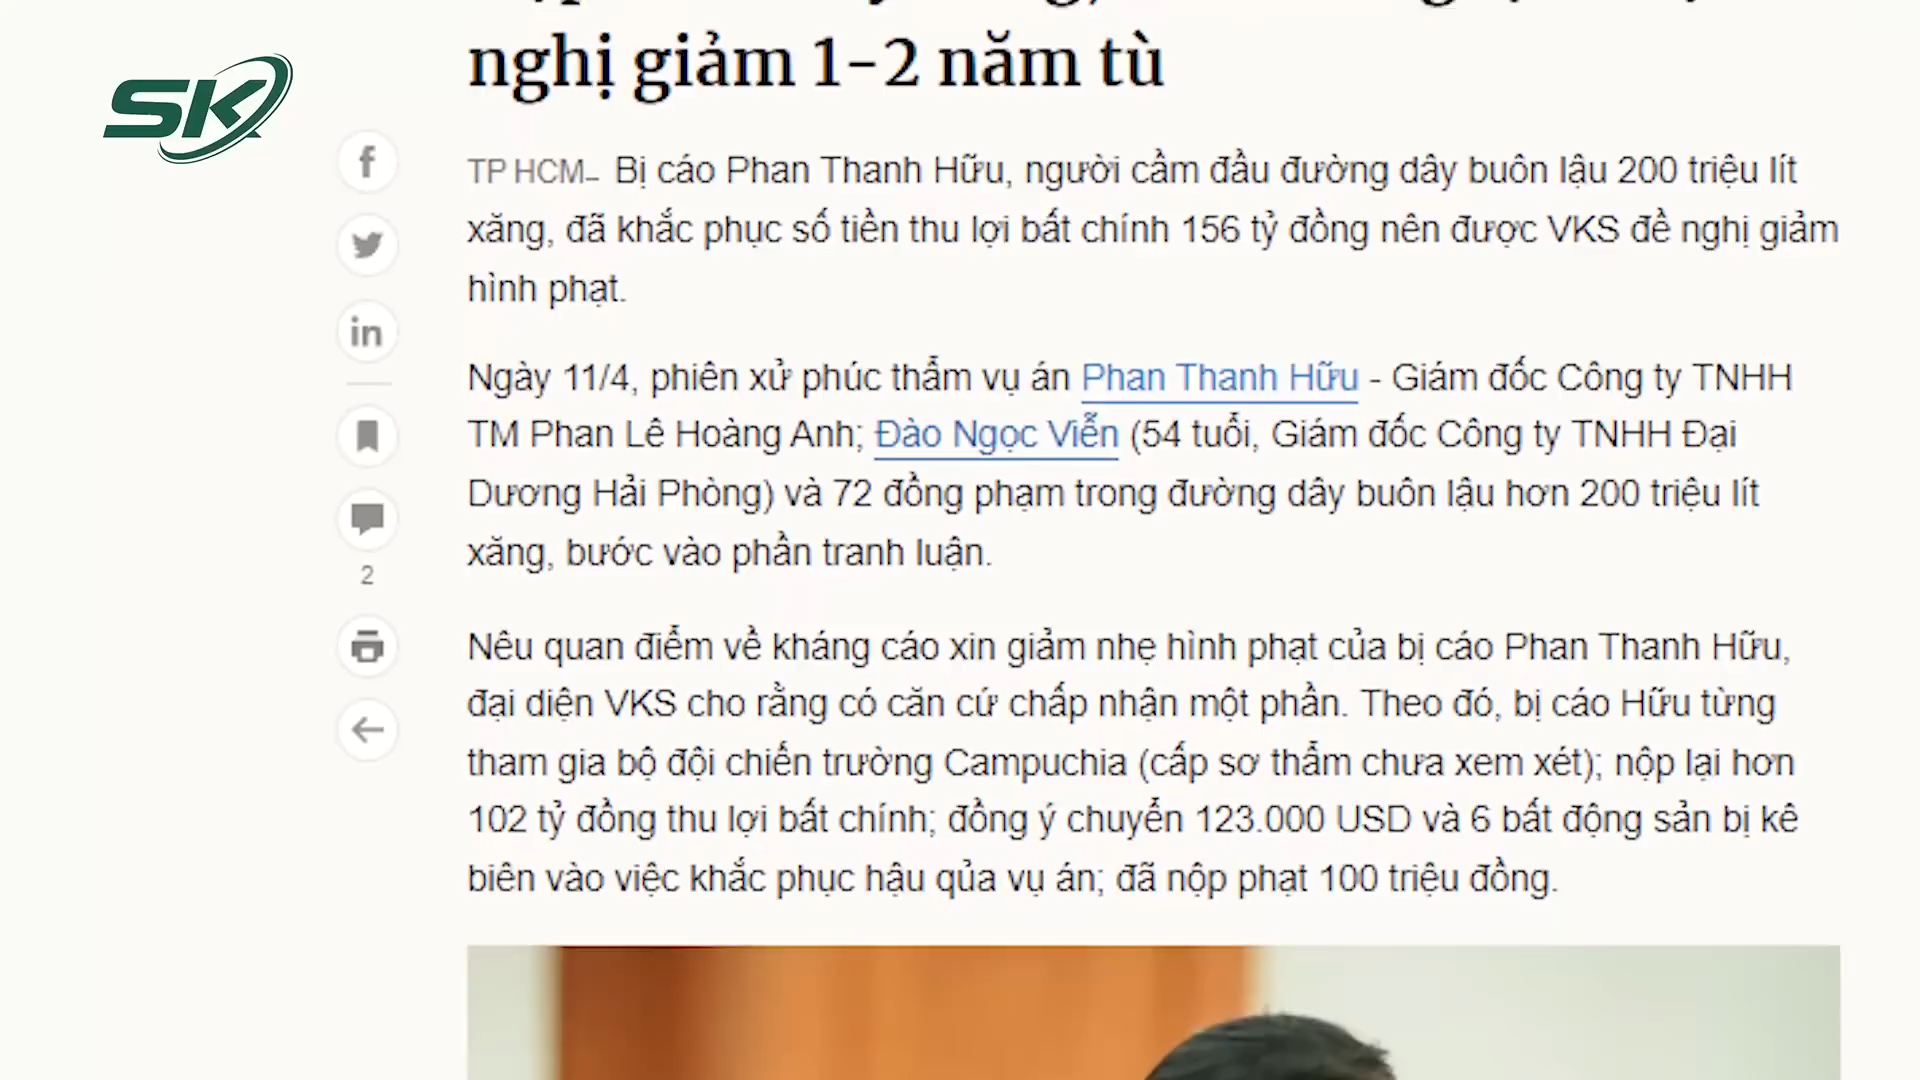 nghị giảm 1-2 năm tù
SK
TP HCM– Bị cáo Phan Thanh Hữu, người cầm đầu đường dây buôn lậu 200 triệu lít
xăng, đã khắc phục số tiền thu lợi bất chính 156 tỷ đồng nên được VKS đề nghị giảm
hình phạt.
Ngày 11/4, phiên xử phúc thẩm vụ án Phan Thanh Hữu - Giám đốc Công ty TNHH
TM Phan Lê Hoàng Anh; Đào Ngọc Viễn (54 tuổi, Giám đốc Công ty TNHH Đại
Dương Hải Phòng) và 72 đồng phạm trong đường dây buôn lậu hơn 200 triệu lít
xăng, bước vào phần tranh luận.
2
Nêu quan điểm về kháng cáo xin giảm nhẹ hình phạt của bị cáo Phan Thanh Hữu,
đại diện VKS cho rằng có căn cứ chấp nhận một phần. Theo đó, bị cáo Hữu từng
tham gia bộ đội chiến trường Campuchia (cấp sơ thẩm chưa xem xét); nộp lại hơn
102 tỷ đồng thu lợi bất chính; đồng ý chuyển 123.000 USD và 6 bất động sản bị kê
biên vào việc khắc phục hậu qủa vụ án; đã nộp phạt 100 triệu đồng.